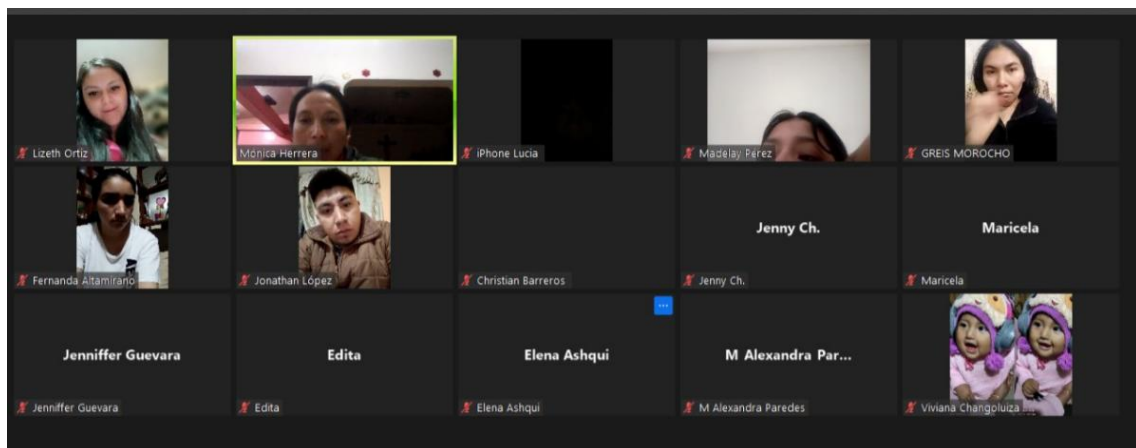 Lizeth Ortiz
Monica Herrera
iPhone Lucia
Madelay Perez
GREIS MOROCHO
Fernanda Altamirano
Jonathan López
Christian Barreros
Jenny Ch.
Jenny Ch.
Maricela
Maricela
Jenniffer Guevara
Jenniffer Guevara
Edita
Edita
Elena Ashqui
Elena Ashqui
M Alexandra Par...
M Alexandra Paredes
Viviana Changoluiza